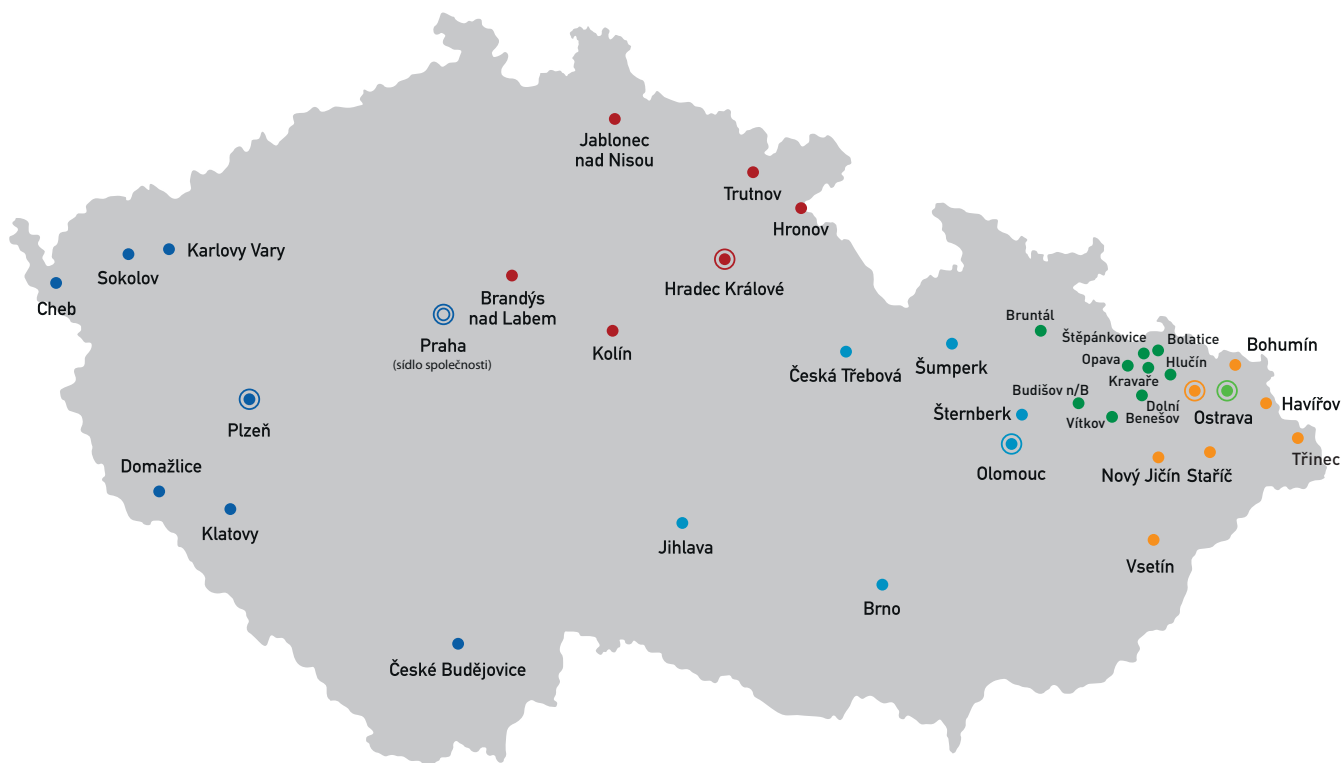 Jablonec
nad Nisou
Trutnov
Hronov
Karlovy Vary
Sokolov
Cheb
Hradec Králové
Brandýs
nad Labem
Praha
(sídlo společnosti)
Kolín
Česká Třebová
Šumperk
Bruntál
Štěpánkovice
Bolatice
Bohumín
Opava
Hlučín
Kravaře
Budišov n/B
Dolní
Benešov
Vítkov
Ostrava
Havířov
Třinec
Šternberk
Olomouc
Nový Jičín
Staříč
Plzeň
Domažlice
Klatovy
Jihlava
Vsetín
Brno
České Budějovice